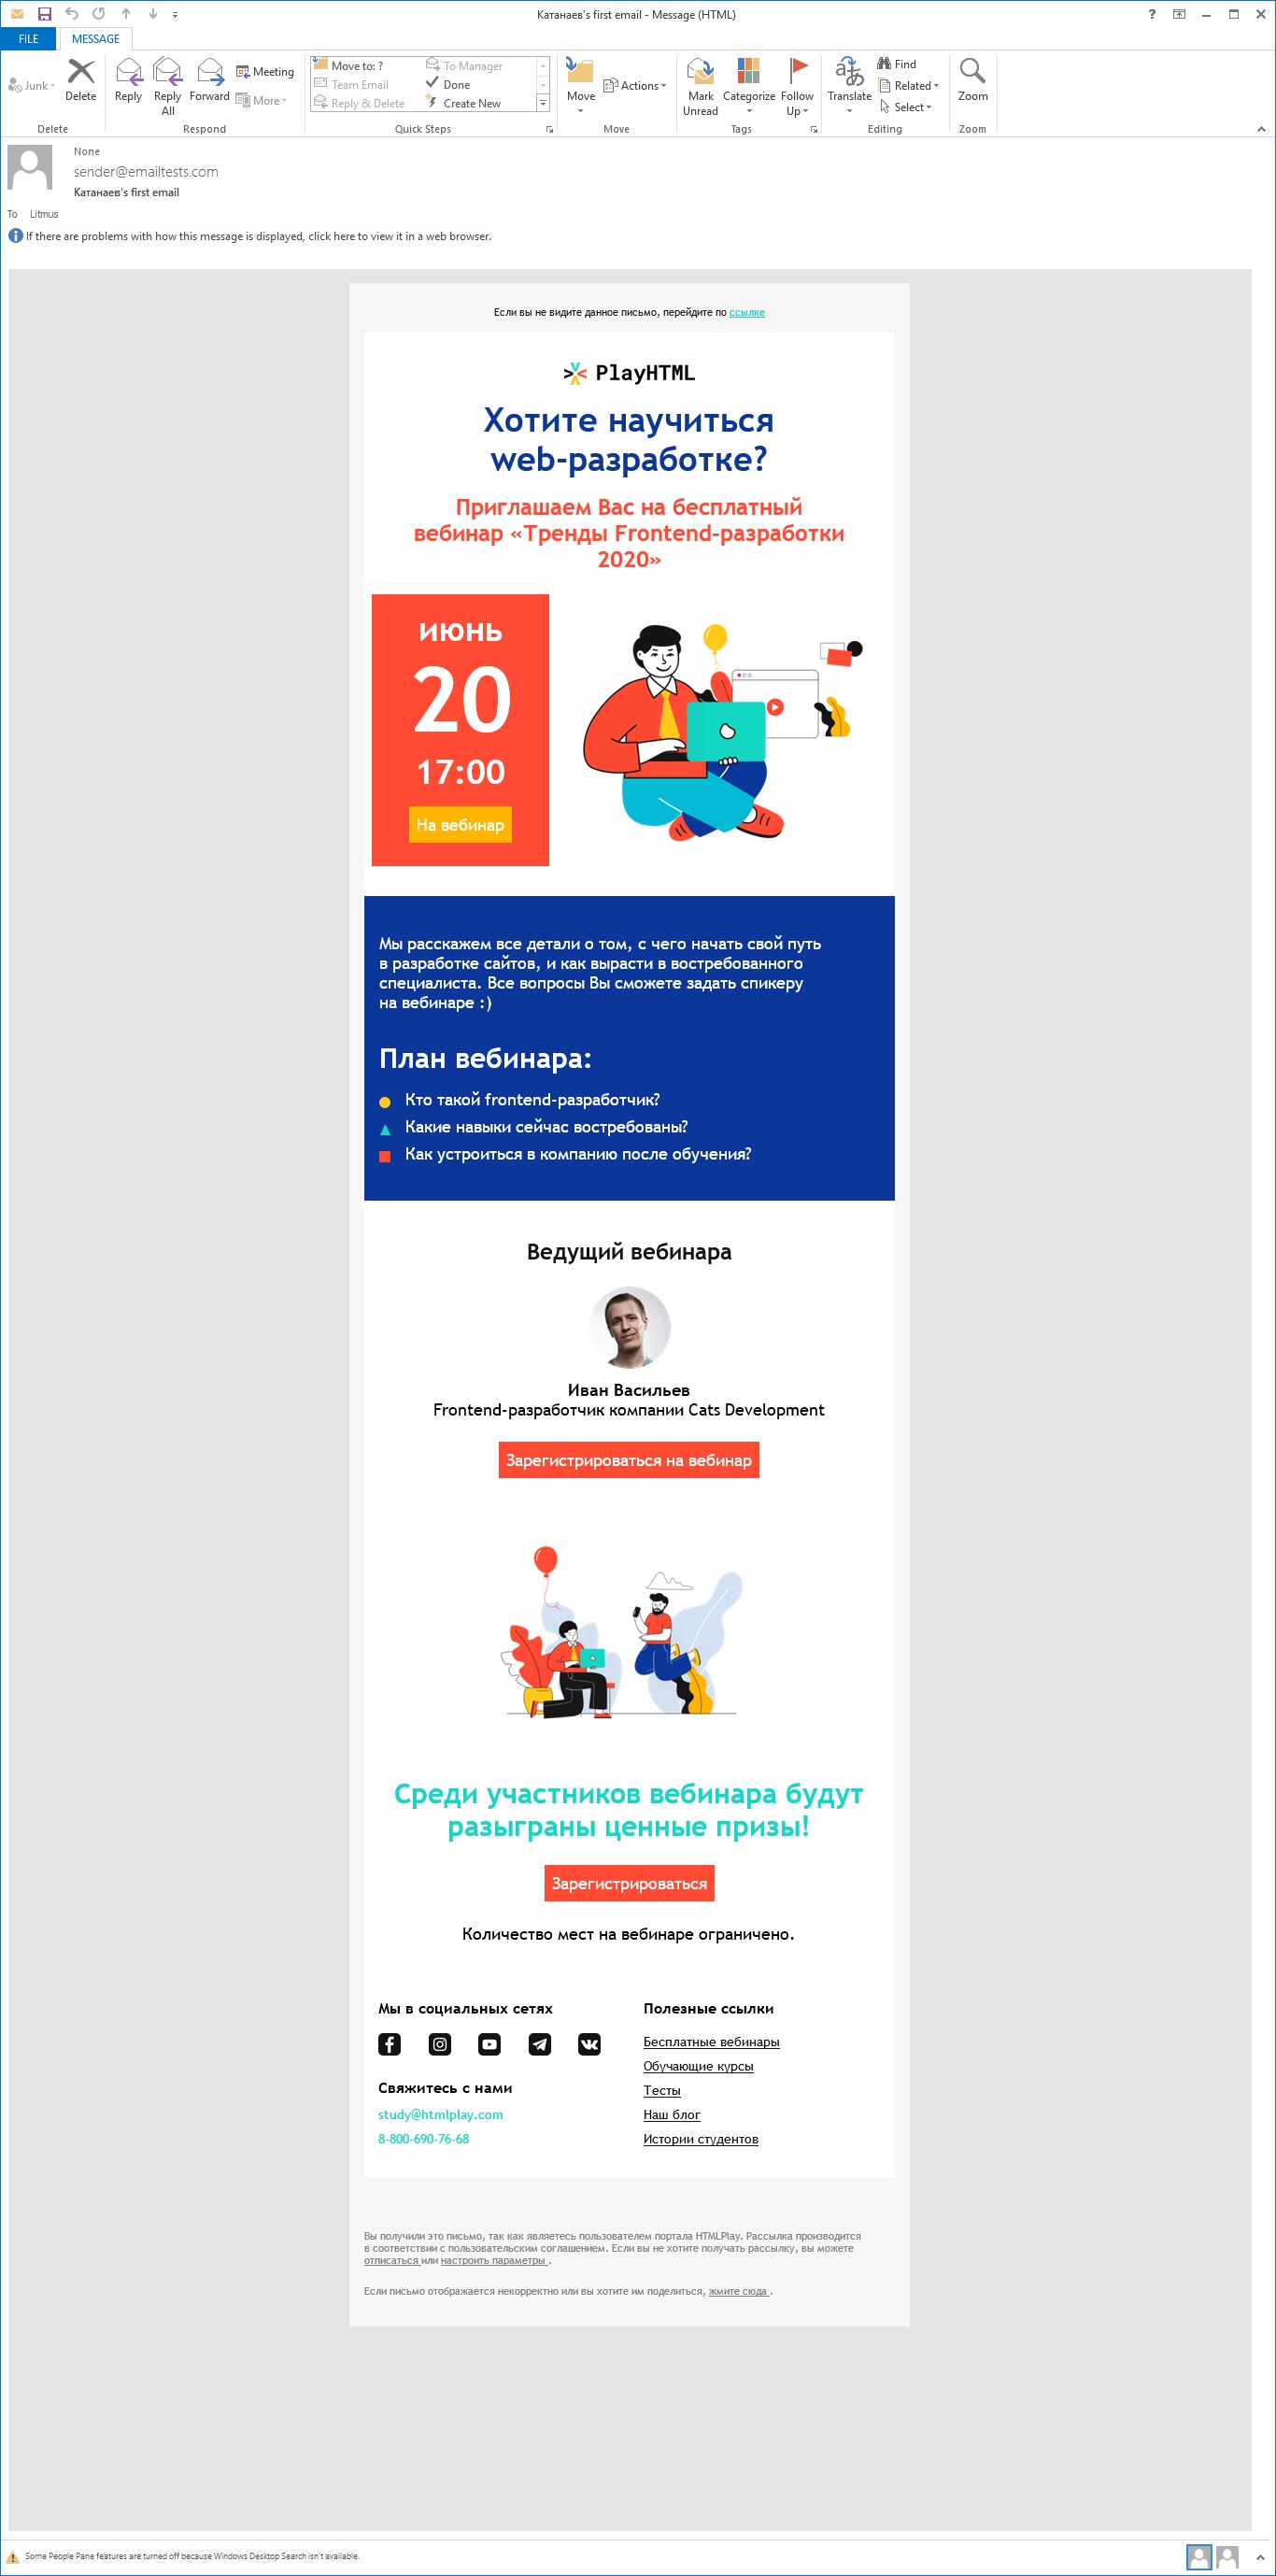 Катанаев's first email - Message (HTML)
FILE
MESSAGE
Junk
Delete
Reply
Reply All
Forward
Meeting
More
Move to: ?
Team Email
Reply & Delete
To Manager
Done
Create New
Move
Actions
Mark Unread
Categorize
Follow Up
Translate
Find
Related
Select
Zoom
Delete
Respond
Quick Steps
Move
Tags
Editing
Zoom
None
sender@emailtests.com
Катанаев's first email
To Litmus
If there are problems with how this message is displayed, click here to view it in a web browser.
Если вы не видите данное письмо, перейдите по ссылке
PlayHTML
Хотите научиться
web-разработке?
Приглашаем Вас на бесплатный
вебинар «Тренды Frontend-разработки
2020»
июнь
20
17:00
На вебинар
Мы расскажем все детали о том, с чего начать свой путь
в разработке сайтов, и как вырасти в востребованного
специалиста. Все вопросы Вы сможете задать спикеру
на вебинаре :)
План вебинара:
Кто такой frontend-разработчик?
Какие навыки сейчас востребованы?
Как устроиться в компанию после обучения?
Ведущий вебинара
Иван Васильев
Frontend-разработчик компании Cats Development
Зарегистрироваться на вебинар
Среди участников вебинара будут
разыграны ценные призы!
Зарегистрироваться
Количество мест на вебинаре ограничено.
Мы в социальных сетях
Свяжитесь с нами
study@htmlplay.com
8-800-690-76-68
Полезные ссылки
Бесплатные вебинары
Обучающие курсы
Тесты
Наш блог
Истории студентов
Вы получили это письмо, так как являетесь пользователем портала HTMLPlay. Рассылка производится
в соответствии с пользовательским соглашением. Если вы не хотите получать рассылку, вы можете
отписаться или настроить параметры .
Если письмо отображается некорректно или вы хотите им поделиться, жмите сюда .
Some People Pane features are turned off because Windows Desktop Search isn't available.